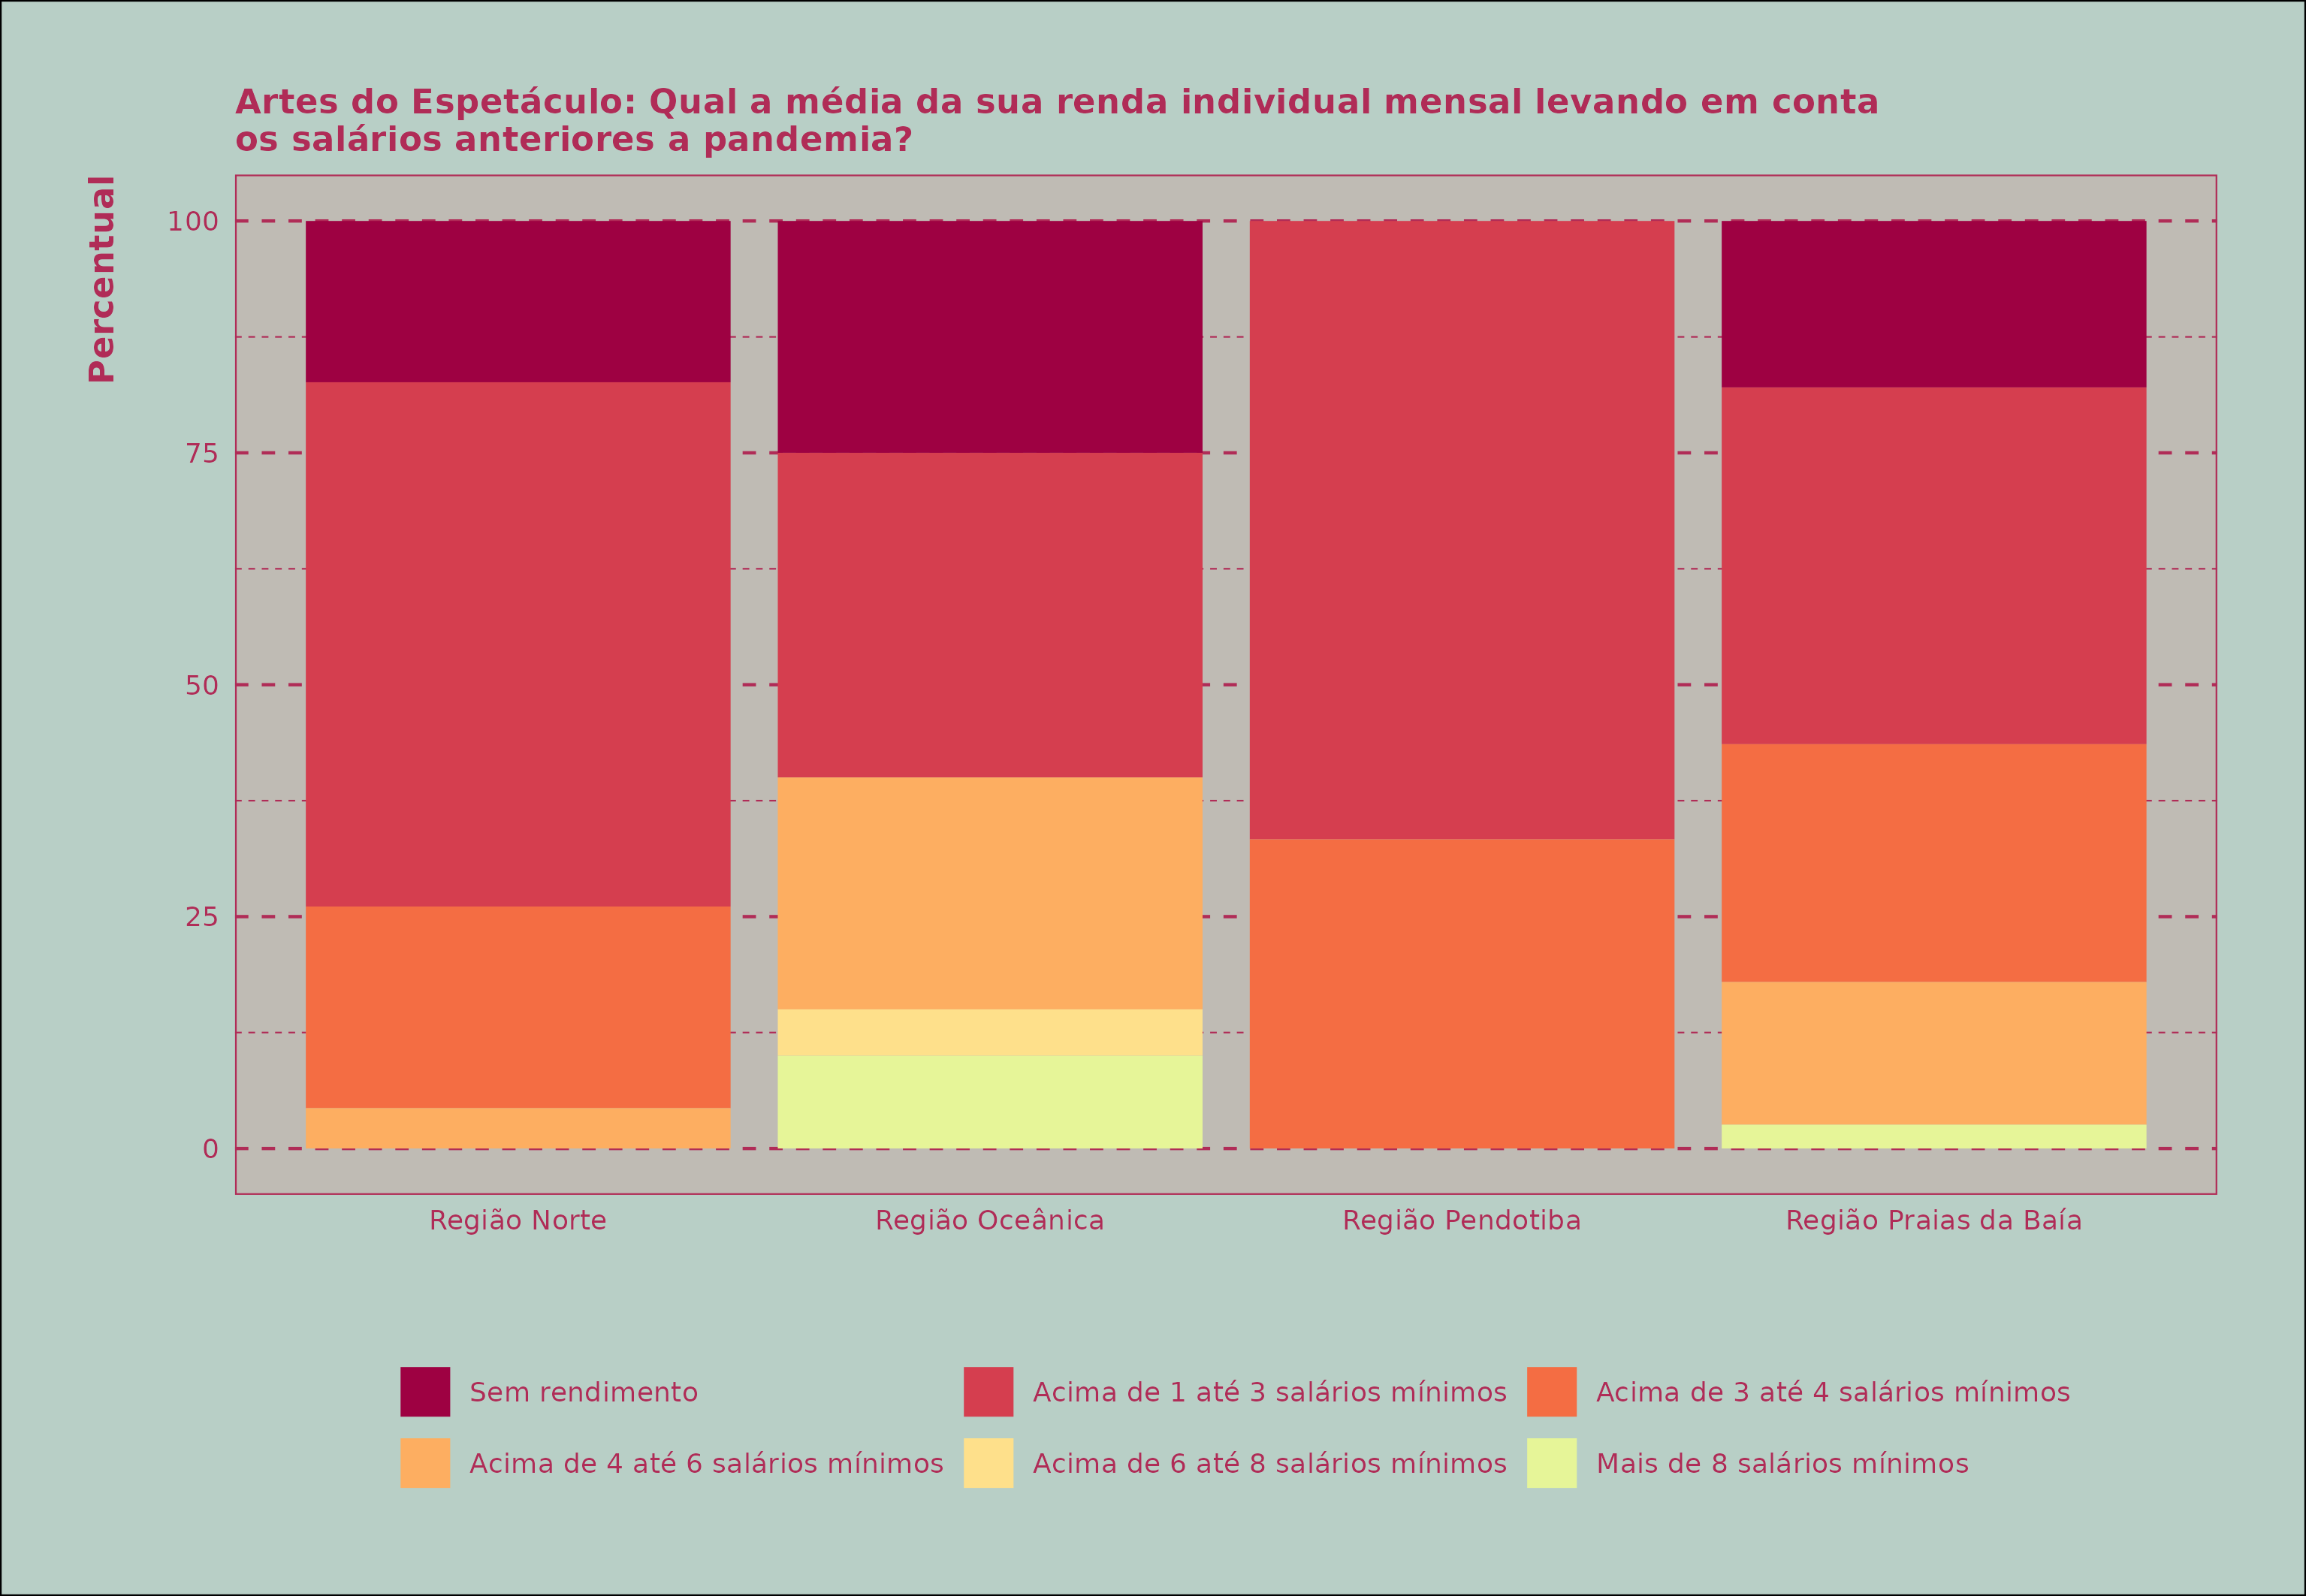 Artes do Espetáculo: Qual a média da sua renda individual mensal levando em conta
os salários anteriores a pandemia?
Percentual
100
75
50
25
0
Região Norte
Região Oceânica
Região Pendotiba
Região Praias da Baía
Sem rendimento
Acima de 1 até 3 salários mínimos
Acima de 3 até 4 salários mínimos
Acima de 4 até 6 salários mínimos
Acima de 6 até 8 salários mínimos
Mais de 8 salários mínimos